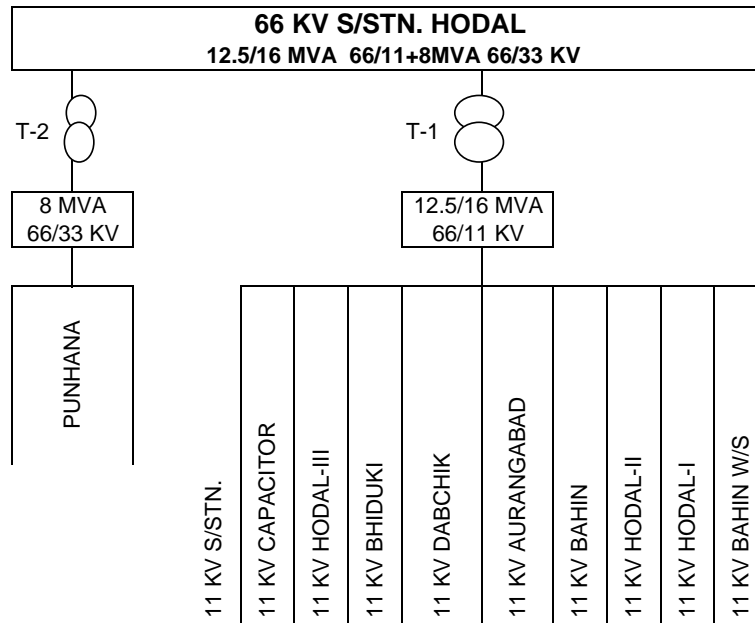 66 KV S/STN. HODAL
12.5/16 MVA 66/11+8MVA 66/33 KV
T-2
T-1
8 MVA
66/33 KV
12.5/16 MVA
66/11 KV
PUNHANA
11 KV S/STN.
11 KV CAPACITOR
11 KV HODAL-III
11 KV BHIDUKI
11 KV DABCHIK
11 KV AURANGABAD
11 KV BAHIN
11 KV HODAL-II
11 KV HODAL-I
11 KV BAHIN W/S